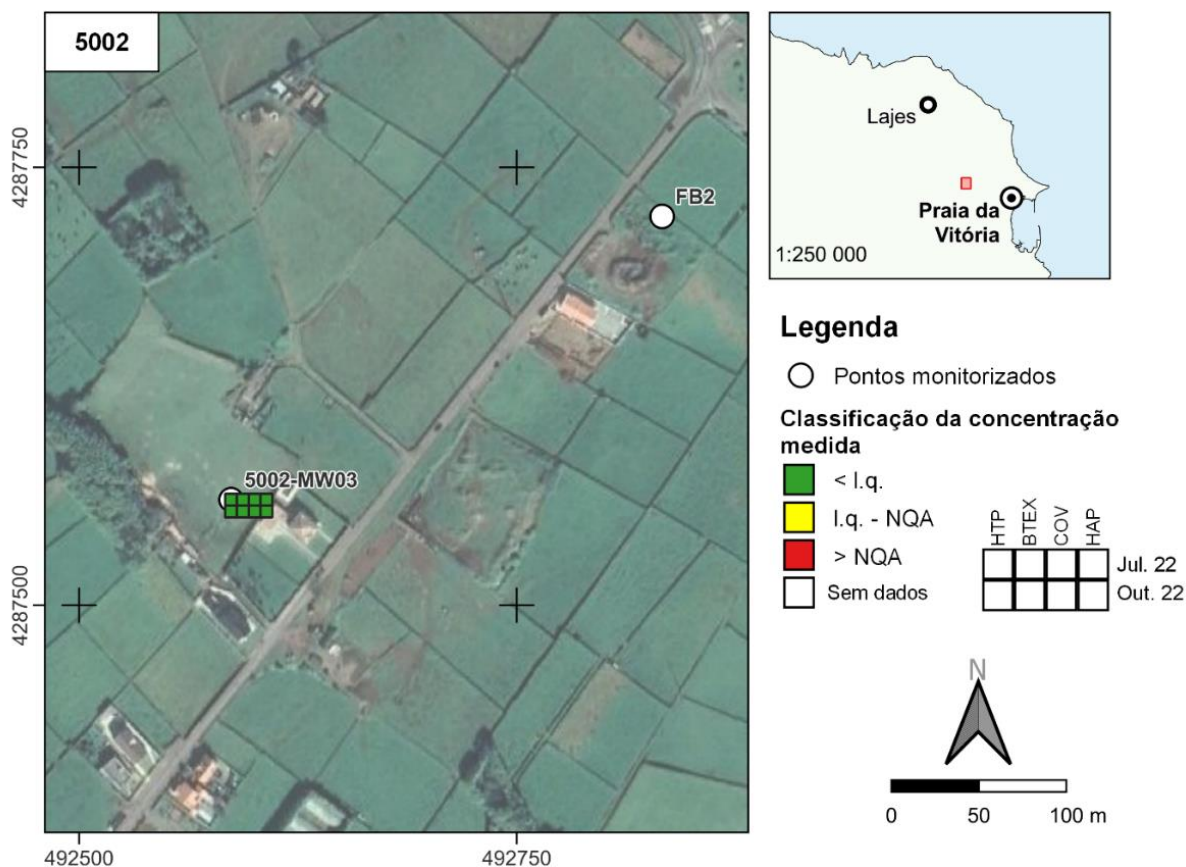 5002
4287750
4287500
492500
492750
FB2
5002-MW03
Lajes
Praia da
Vitória
1:250 000
Legenda
Pontos monitorizados
Classificação da concentração
medida
< l.q.
l.q. - NQA
> NQA
Sem dados
HTP
BTEX
COV
HAP
Jul. 22
Out. 22
N
0 50 100 m